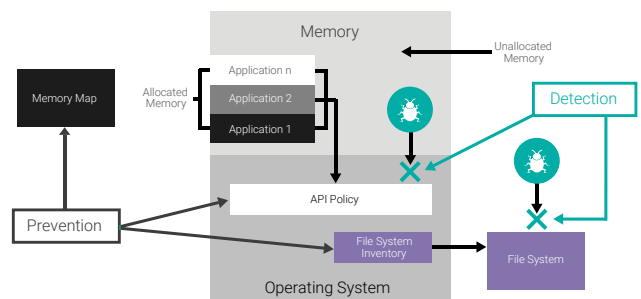 Memory
Unallocated
Memory
Application n
Application 2
Application 1
Allocated
Memory
Memory Map
Detection
API Policy
Prevention
File System
Inventory
File System
Operating System